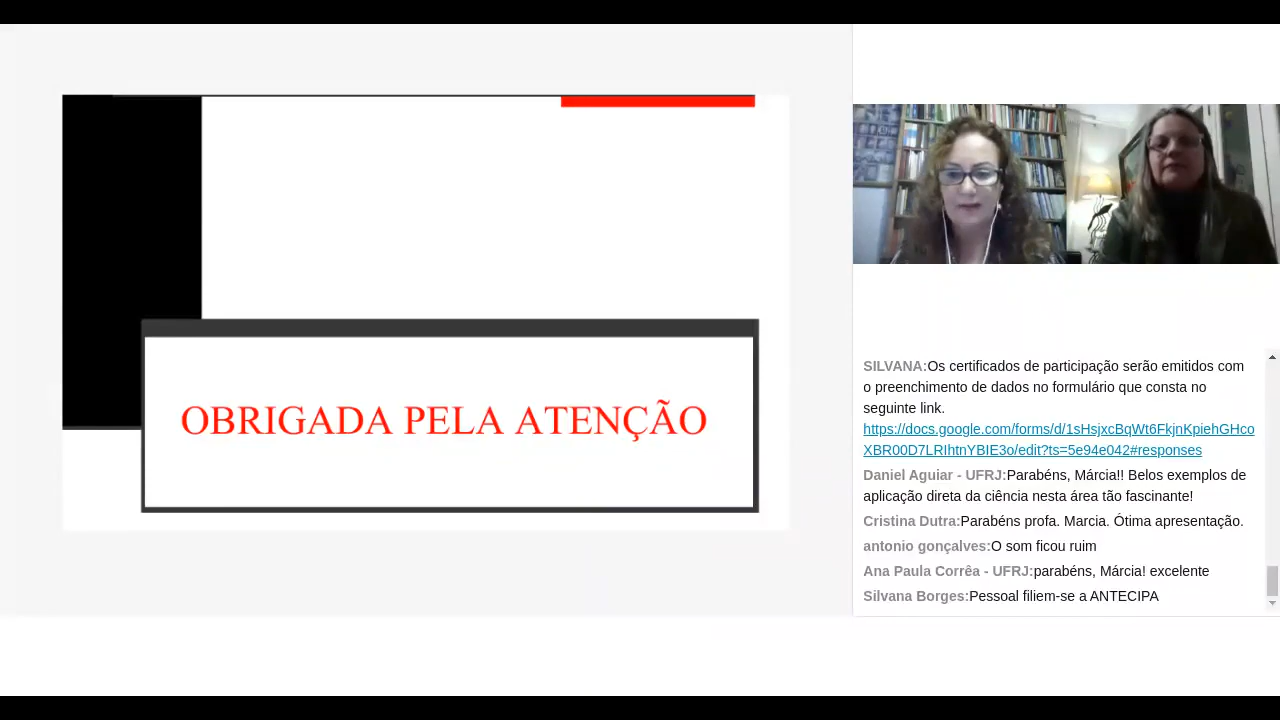 OBRIGADA PELA ATENÇÃO
SILVANA:Os certificados de participação serão emitidos com
o preenchimento de dados no formulário que consta no
seguinte link.
https://docs.google.com/forms/d/1sHsjxcBqWt6FkjnKpiehGHco
XBR00D7LRIhtnYBIE3o/edit?ts=5e94e042#responses
Daniel Aguiar - UFRJ:Parabéns, Márcia!! Belos exemplos de
aplicação direta da ciência nesta área tão fascinante!
Cristina Dutra:Parabéns profa. Marcia. Ótima apresentação.
antonio gonçalves:O som ficou ruim
Ana Paula Corrêa - UFRJ:parabéns, Márcia! excelente
Silvana Borges:Pessoal filiem-se a ANTECIPA